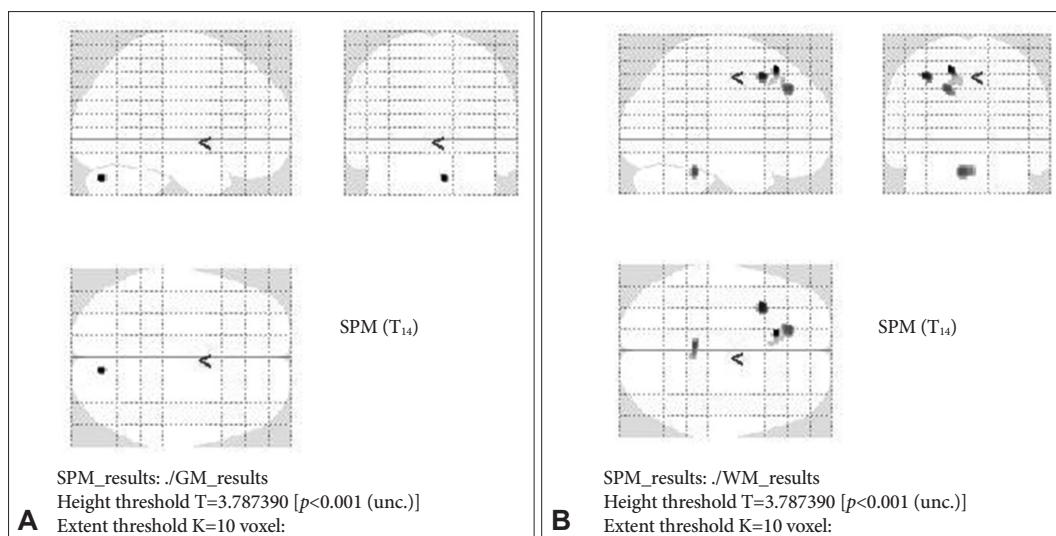 SPM (T₁₄)
SPM_results: ./GM_results
Height threshold T=3.787390 [p<0.001 (unc.)]
Extent threshold K=10 voxel:
A
SPM (T₁₄)
SPM_results: ./WM_results
Height threshold T=3.787390 [p<0.001 (unc.)]
Extent threshold K=10 voxel:
B